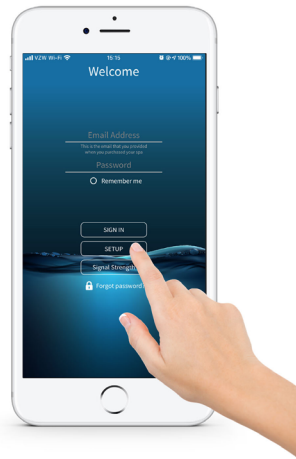 VZW Wi-Fi 15:15 100%
Welcome
Email Address
This is the email that you provided
when you purchased your spa.
Password
Remember me
SIGN IN
SETUP
Signal Strength
Forgot password